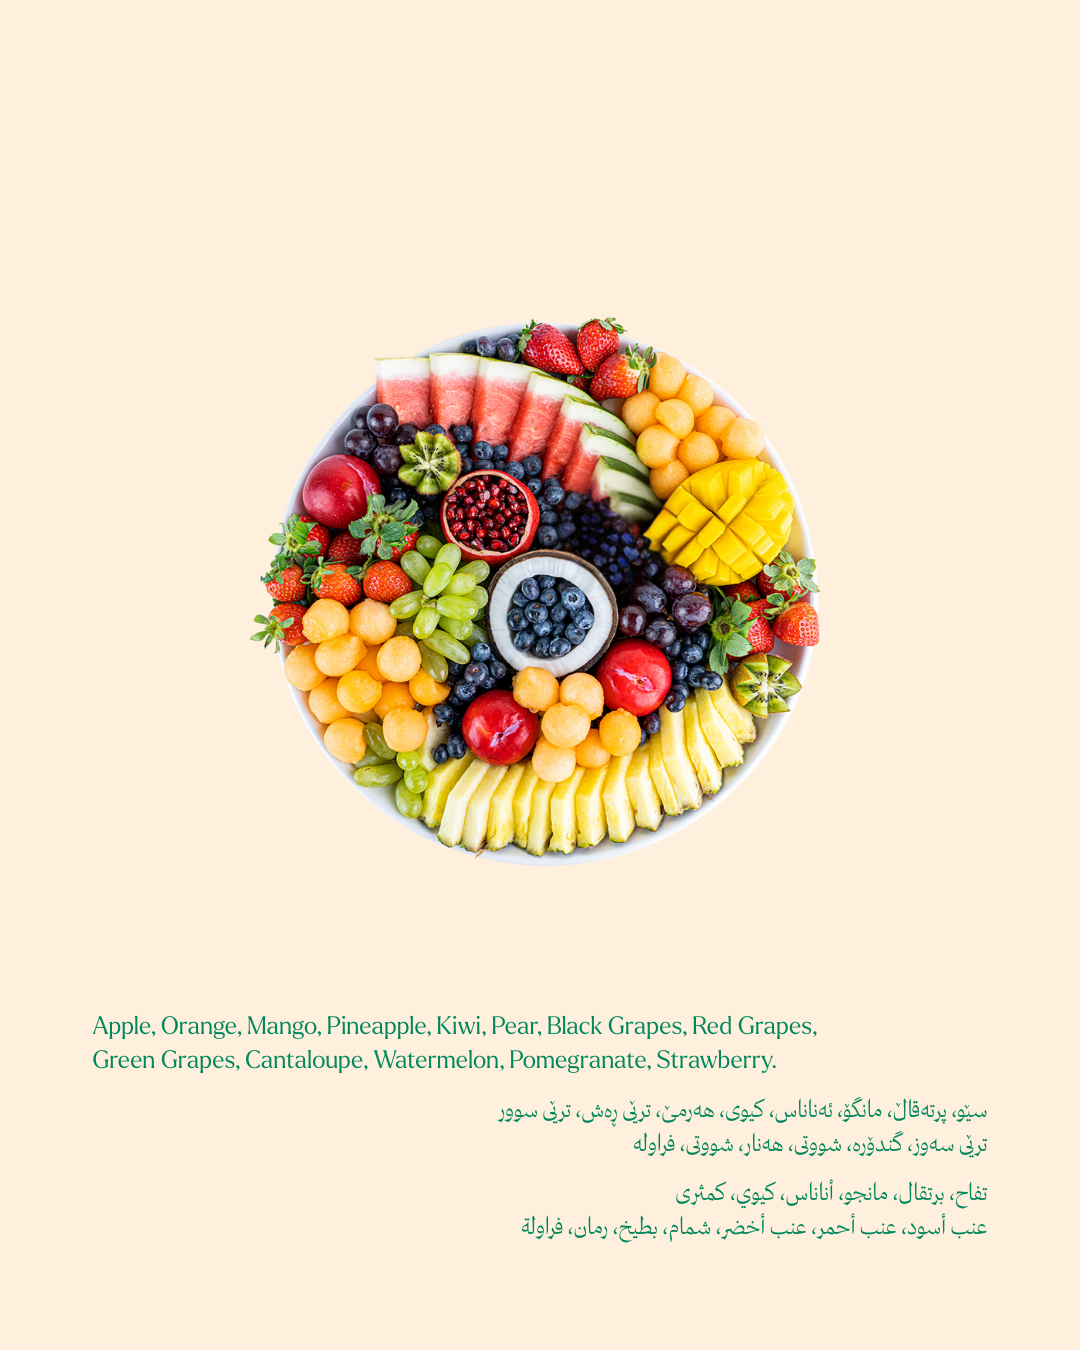 Apple, Orange, Mango, Pineapple, Kiwi, Pear, Black Grapes, Red Grapes,
Green Grapes, Cantaloupe, Watermelon, Pomegranate, Strawberry.
سێو، پرتەقاڵ، مانگۆ، ئەناناس، کیوی، هەرمێ، ترێی ڕەش، ترێی سوور
ترێی سەوز، گندۆرە، شووتی، هەنار، شووتی، فراولە
تفاح، برتقال، مانجو، أناناس، كيوي، كمثرى
عنب أسود، عنب أحمر، عنب أخضر، شمام، بطيخ، رمان، فراولة